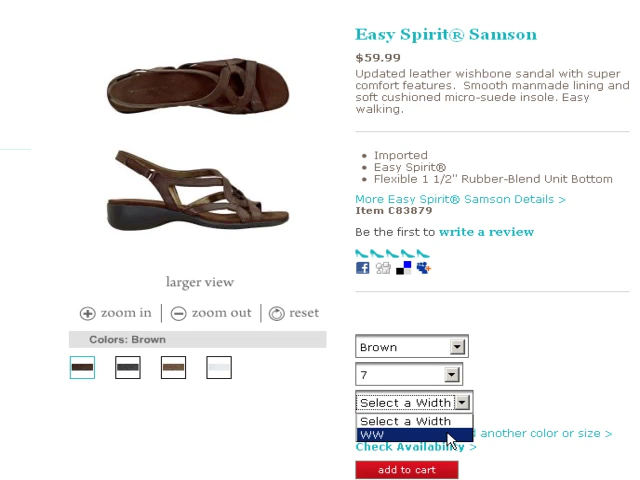 Easy Spirit® Samson
$59.99
Updated leather wishbone sandal with super
comfort features. Smooth manmade lining and
soft cushioned micro-suede insole. Easy
walking.
• Imported
• Easy Spirit®
• Flexible 1 1/2" Rubber-Blend Unit Bottom
More Easy Spirit® Samson Details >
Item C83879
Be the first to write a review
larger view
zoom in | zoom out | reset
Colors: Brown
Brown
7
Select a Width
Select a Width
WW
another color or size >
Check Availability >
add to cart